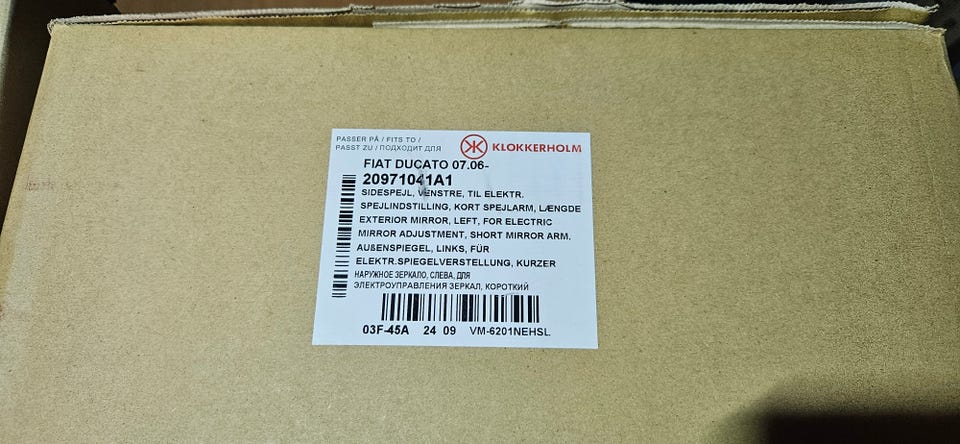 PASSER PÅ / FITS TO /
PASST ZU / ПОДХОДИТ ДЛЯ
KLOKKERHOLM
FIAT DUCATO 07.06-
20971041A1
SIDESPEJL, VENSTRE, TIL ELEKTR.
SPEJLINDSTILLING, KORT SPEJLARM, LÆNGDE
EXTERIOR MIRROR, LEFT, FOR ELECTRIC
MIRROR ADJUSTMENT, SHORT MIRROR ARM.
AUßENSPIEGEL, LINKS, FÜR
ELEKTR.SPIEGELVERSTELLUNG, KURZER
НАРУЖНОЕ ЗЕРКАЛО, СЛЕВА, ДЛЯ
ЭЛЕКТРОУПРАВЛЕНИЯ ЗЕРКАЛ, КОРОТКИЙ
03F-45A 24 09 VM-6201NEHSL